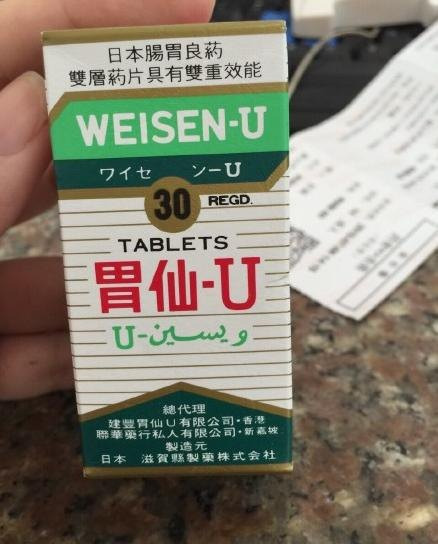 日本腸胃良葯
雙層葯片具有雙重效能
WEISEN-U
ワイセ ンーU
30 REGD.
TABLETS
胃仙-U
ويسين-U
總代理
建豐胃仙U有限公司·香港
聯華藥行私人有限公司·新嘉坡
製造元
日本 滋賀縣製藥株式会社